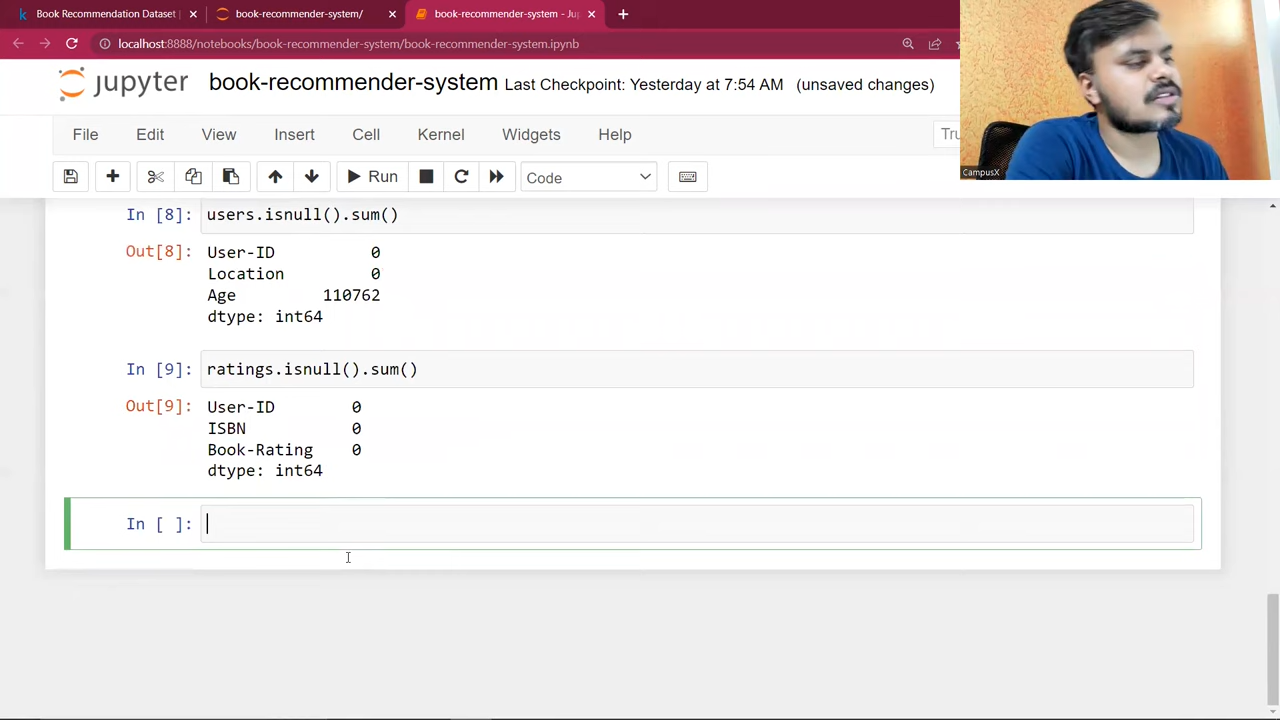 Book Recommendation Dataset
book-recommender-system/
book-recommender-system - Ju
localhost:8888/notebooks/book-recommender-system/book-recommender-system.ipynb
jupyter
book-recommender-system Last Checkpoint: Yesterday at 7:54 AM (unsaved changes)
File Edit View Insert Cell Kernel Widgets Help
Run
Code
CampusX
In [8]: users.isnull().sum()
Out[8]: User-ID 0
Location 0
Age 110762
dtype: int64
In [9]: ratings.isnull().sum()
Out[9]: User-ID 0
ISBN 0
Book-Rating 0
dtype: int64
In [ ]: